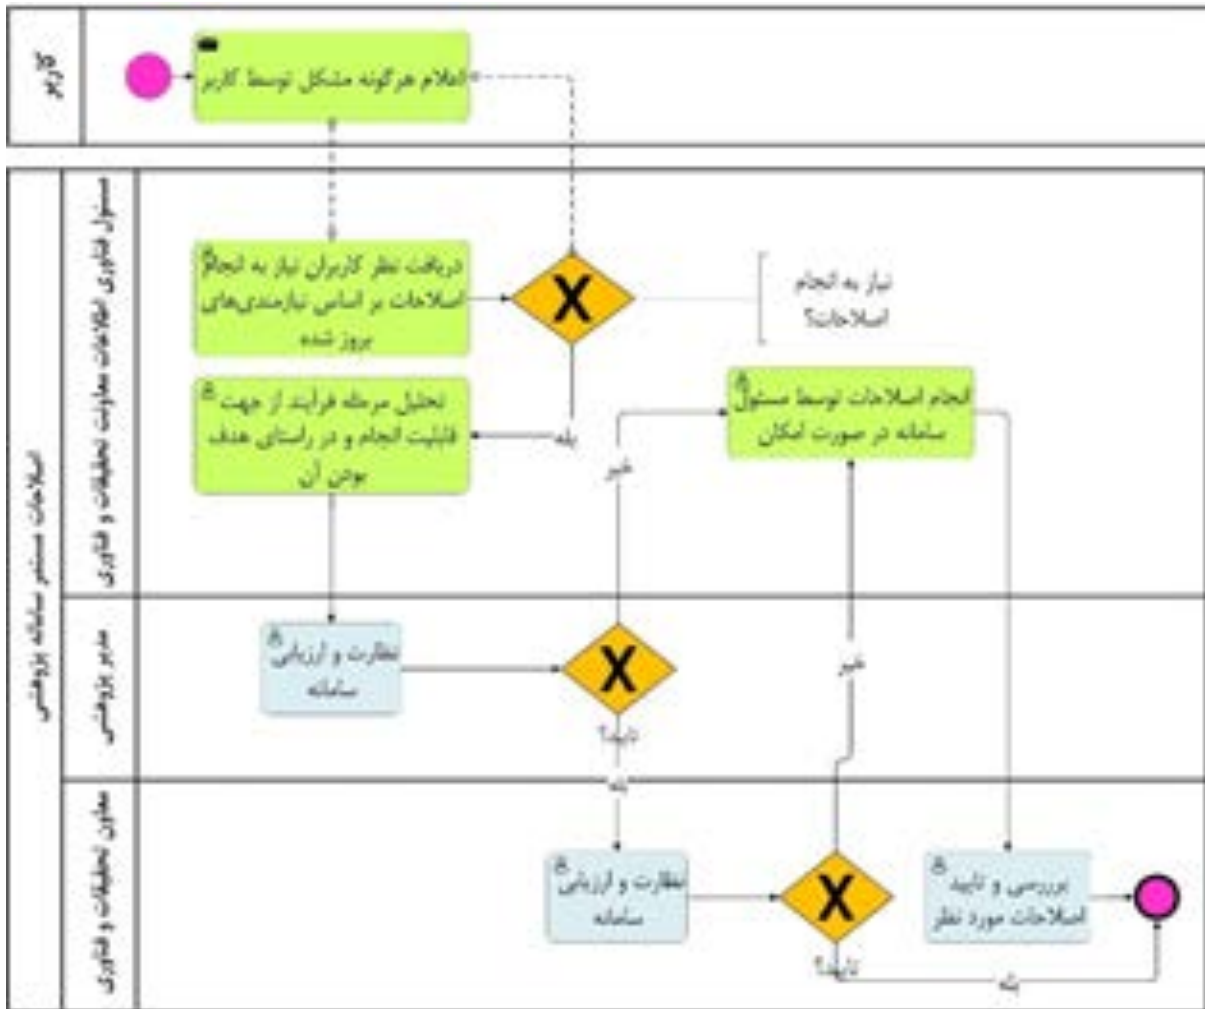 کاربر
اعلام هرگونه مشکل توسط کاربر
اصلاحات مستمر سامانه پژوهشی
مسئول فناوری اطلاعات معاونت تحقیقات و فناوری
دریافت نظر کاربران نیاز به انجام
اصلاحات بر اساس نیازمندی‌های
بروز شده
نیاز به انجام
اصلاحات؟
تحلیل مرحله فرآیند از جهت
قابلیت انجام و در راستای هدف
بودن آن
بله
خیر
انجام اصلاحات توسط مسئول
سامانه در صورت امکان
مدیر پژوهشی
نظارت و ارزیابی
سامانه
تایید؟
خیر
بله
معاون تحقیقات و فناوری
نظارت و ارزیابی
سامانه
تایید؟
بله
بررسی و تایید
اصلاحات مورد نظر